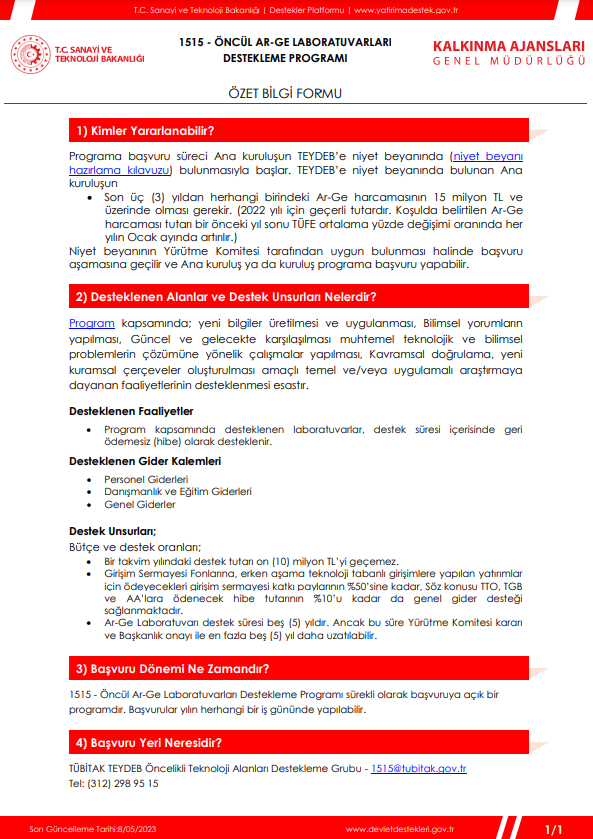 T.C. Sanayi ve Teknoloji Bakanlığı | Destekler Platformu | www.yatirimadestek.gov.tr
T.C. SANAYİ VE
TEKNOLOJİ BAKANLIĞI
1515 - ÖNCÜL AR-GE LABORATUVARLARI
DESTEKLEME PROGRAMI
KALKINMA AJANSLARI
GENEL MÜDÜRLÜĞÜ
ÖZET BİLGİ FORMU
1) Kimler Yararlanabilir?
Programa başvuru süreci Ana kuruluşun TEYDEB’e niyet beyanında (niyet beyanı
hazırlama kılavuzu) bulunmasıyla başlar. TEYDEB’e niyet beyanında bulunan Ana
kuruluşun
• Son üç (3) yıldan herhangi birindeki Ar-Ge harcamasının 15 milyon TL ve
üzerinde olması gerekir. (2022 yılı için geçerli tutardır. Koşulda belirtilen Ar-Ge
harcaması tutarı bir önceki yıl sonu TÜFE ortalama yüzde değişimi oranında her
yılın Ocak ayında artırılır.)
Niyet beyanının Yürütme Komitesi tarafından uygun bulunması halinde başvuru
aşamasına geçilir ve Ana kuruluş ya da kuruluş programa başvuru yapabilir.
2) Desteklenen Alanlar ve Destek Unsurları Nelerdir?
Program kapsamında; yeni bilgiler üretilmesi ve uygulanması, Bilimsel yorumların
yapılması, Güncel ve gelecekte karşılaşılması muhtemel teknolojik ve bilimsel
problemlerin çözümüne yönelik çalışmalar yapılması, Kavramsal doğrulama, yeni
kuramsal çerçeveler oluşturulması amaçlı temel ve/veya uygulamalı araştırmaya
dayanan faaliyetlerinin desteklenmesi esastır.
Desteklenen Faaliyetler
• Program kapsamında desteklenen laboratuvarlar, destek süresi içerisinde geri
ödemesiz (hibe) olarak desteklenir.
Desteklenen Gider Kalemleri
• Personel Giderleri
• Danışmanlık ve Eğitim Giderleri
• Genel Giderler
Destek Unsurları;
Bütçe ve destek oranları;
• Bir takvim yılındaki destek tutarı on (10) milyon TL’yi geçemez.
• Girişim Sermayesi Fonlarına, erken aşama teknoloji tabanlı girişimlere yapılan yatırımlar
için ödeyecekleri girişim sermayesi katkı paylarının %50’sine kadar, Söz konusu TTO, TGB
ve AA’lara ödenecek hibe tutarının %10’u kadar da genel gider desteği
sağlanmaktadır.
• Ar-Ge Laboratuvarı destek süresi beş (5) yıldır. Ancak bu süre Yürütme Komitesi kararı
ve Başkanlık onayı ile en fazla beş (5) yıl daha uzatılabilir.
3) Başvuru Dönemi Ne Zamandır?
1515 - Öncül Ar-Ge Laboratuvarları Destekleme Programı sürekli olarak başvuruya açık bir
programdır. Başvurular yılın herhangi bir iş gününde yapılabilir.
4) Başvuru Yeri Neresidir?
TÜBİTAK TEYDEB Öncelikli Teknoloji Alanları Destekleme Grubu - 1515@tubitak.gov.tr
Tel: (312) 298 95 15
Son Güncelleme Tarihi:8/05/2023
www.devletdestekleri.gov.tr
1/1